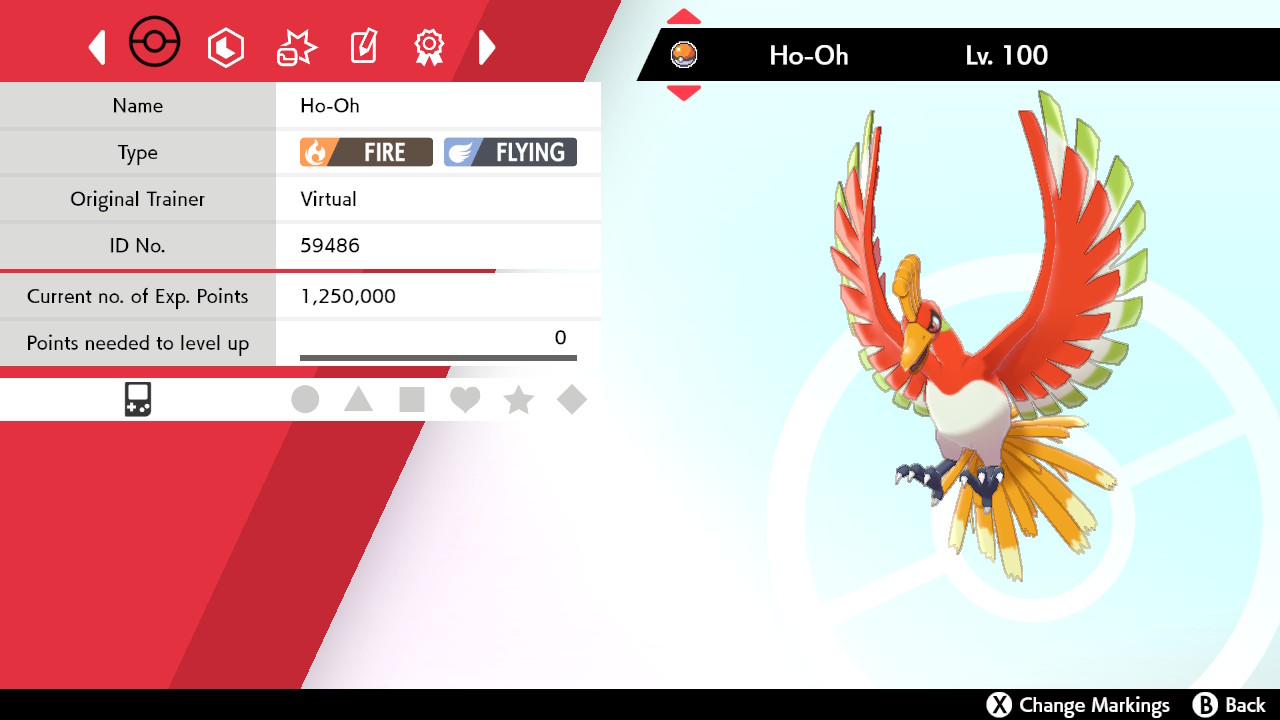 Ho-Oh Lv. 100
Name Ho-Oh
Type FIRE FLYING
Original Trainer Virtual
ID No. 59486
Current no. of Exp. Points 1,250,000
Points needed to level up 0
X Change Markings B Back